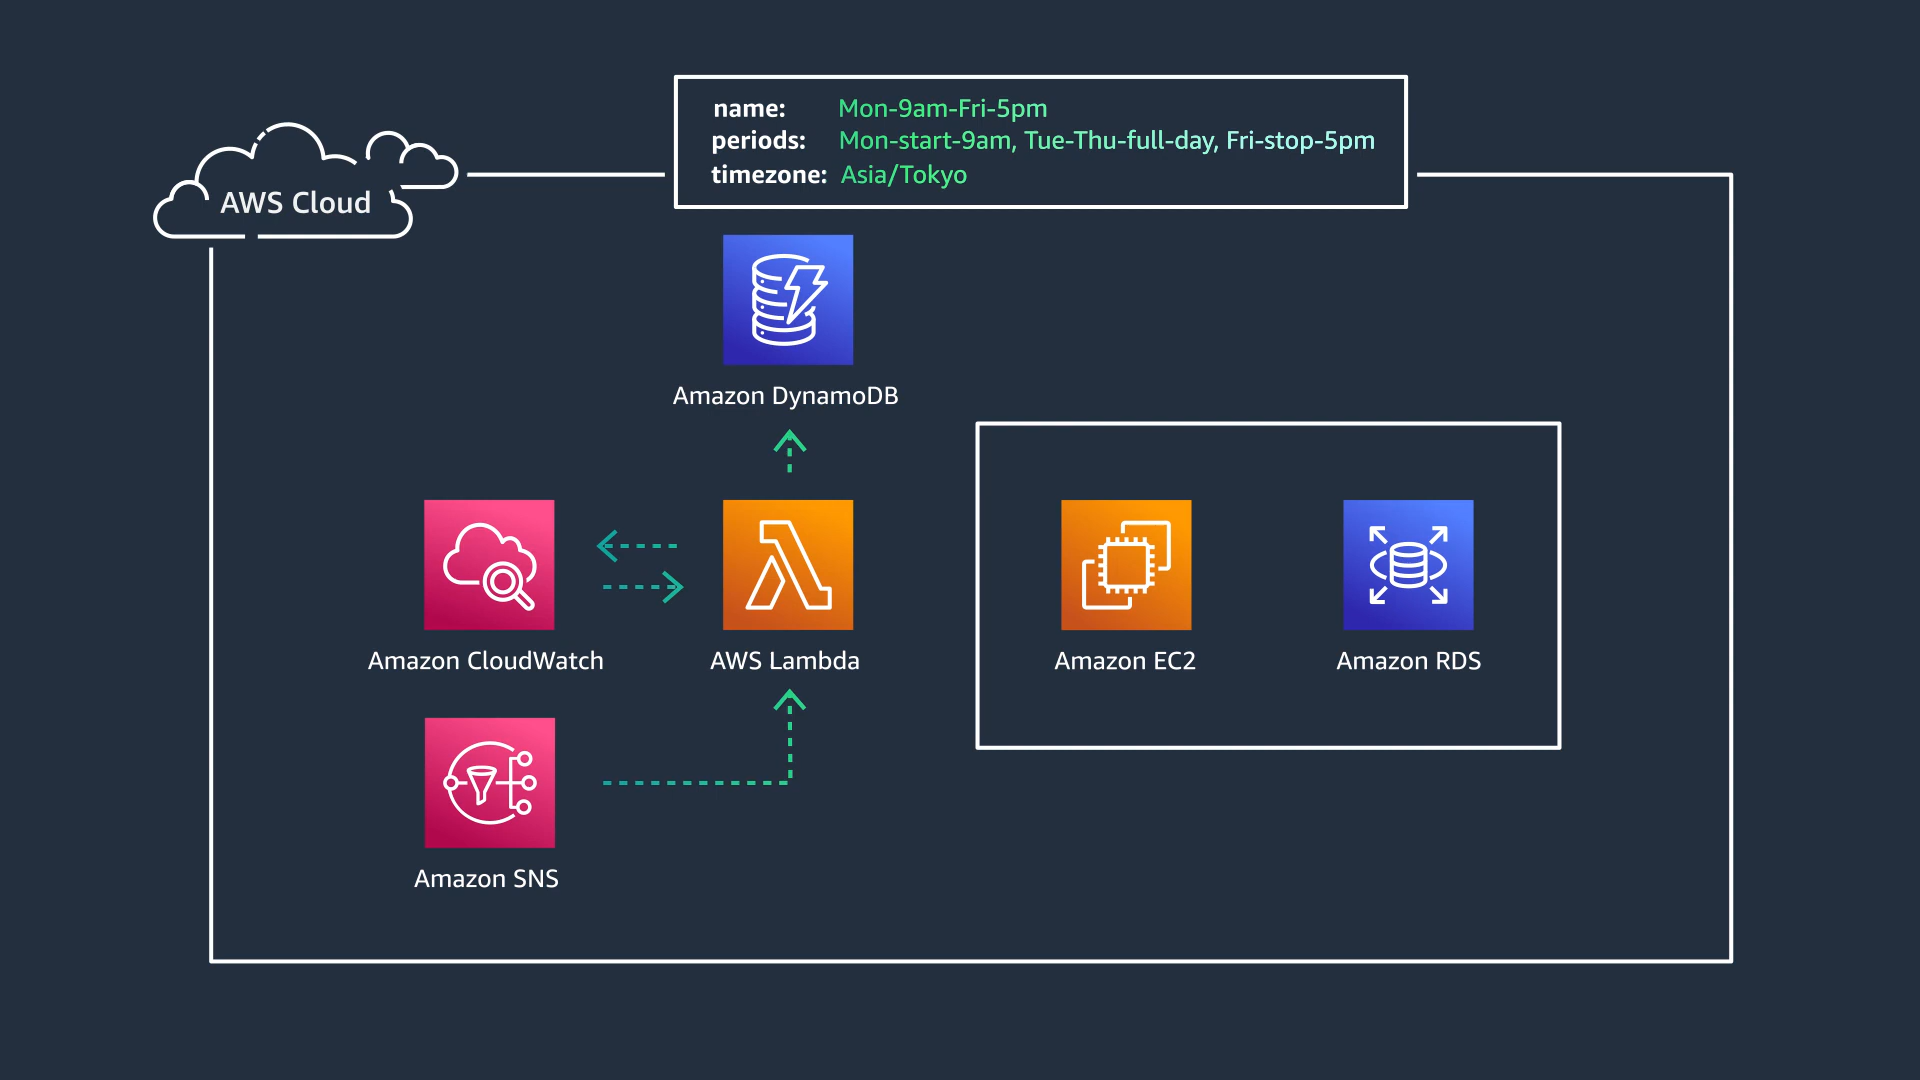 name: Mon-9am-Fri-5pm
periods: Mon-start-9am, Tue-Thu-full-day, Fri-stop-5pm
timezone: Asia/Tokyo
AWS Cloud
Amazon DynamoDB
Amazon CloudWatch
AWS Lambda
Amazon EC2
Amazon RDS
Amazon SNS